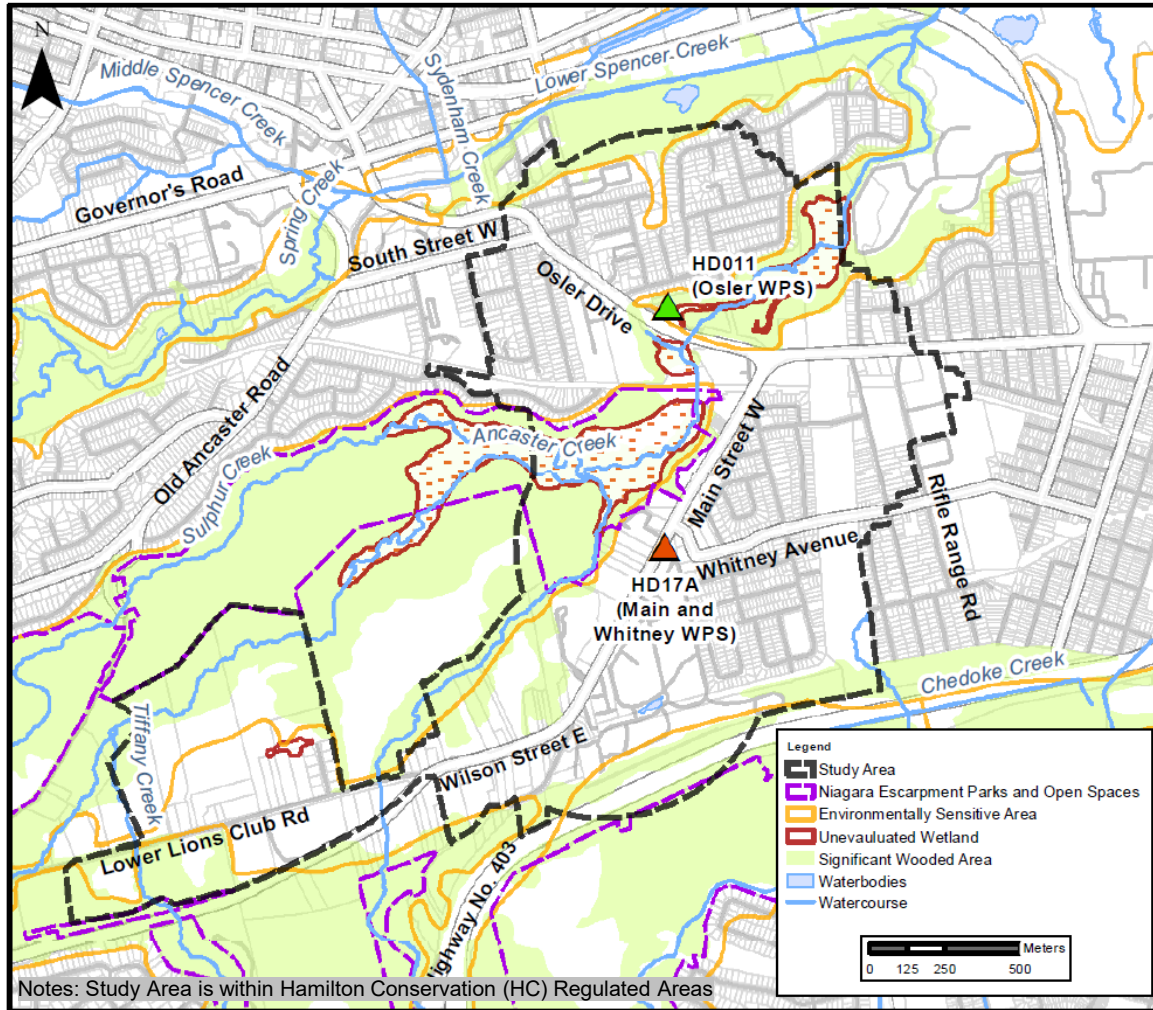 N
Middle Spencer Creek
Sydenham Creek
Lower Spencer Creek
Governor's Road
Spring Creek
South Street W
Osler Drive
HD011
(Osler WPS)
Old Ancaster Road
Sulphur Creek
Ancaster Creek
Main Street W
Whitney Avenue
Rifle Range Rd
HD17A
(Main and
Whitney WPS)
Chedoke Creek
Tiffany Creek
Wilson Street E
Lower Lions Club Rd
Highway No. 403
Legend
Study Area
Niagara Escarpment Parks and Open Spaces
Environmentally Sensitive Area
Unevauluated Wetland
Significant Wooded Area
Waterbodies
Watercourse
Meters
0 125 250 500
Notes: Study Area is within Hamilton Conservation (HC) Regulated Areas